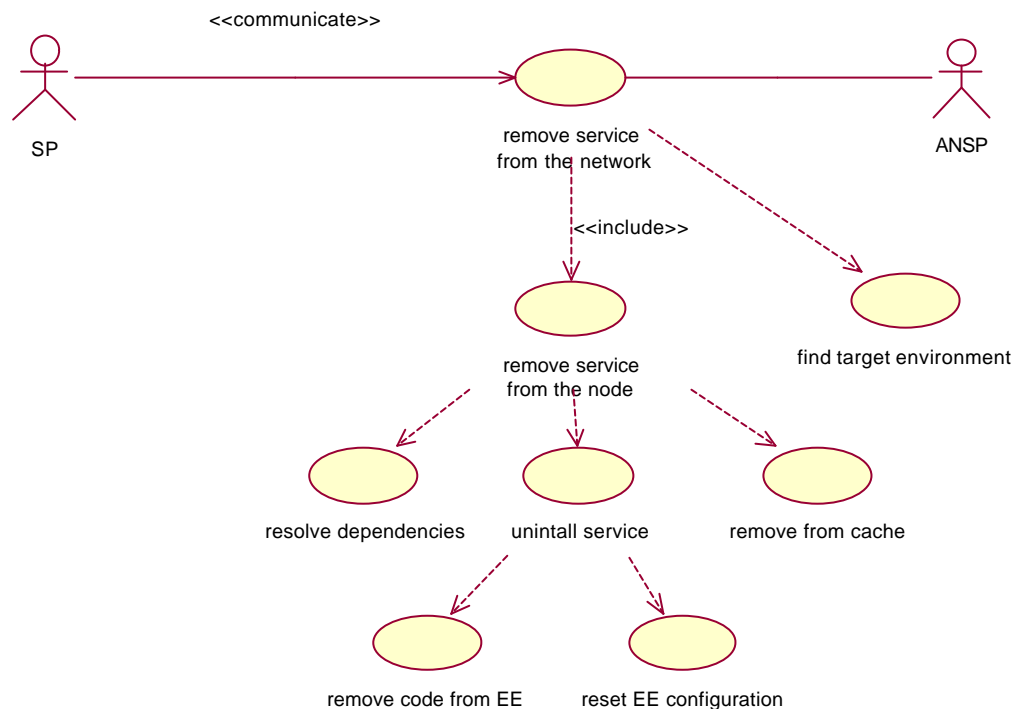 <<communicate>>
SP
remove service
from the network
ANSP
<<include>>
find target environment
remove service
from the node
resolve dependencies
unintall service
remove from cache
remove code from EE
reset EE configuration